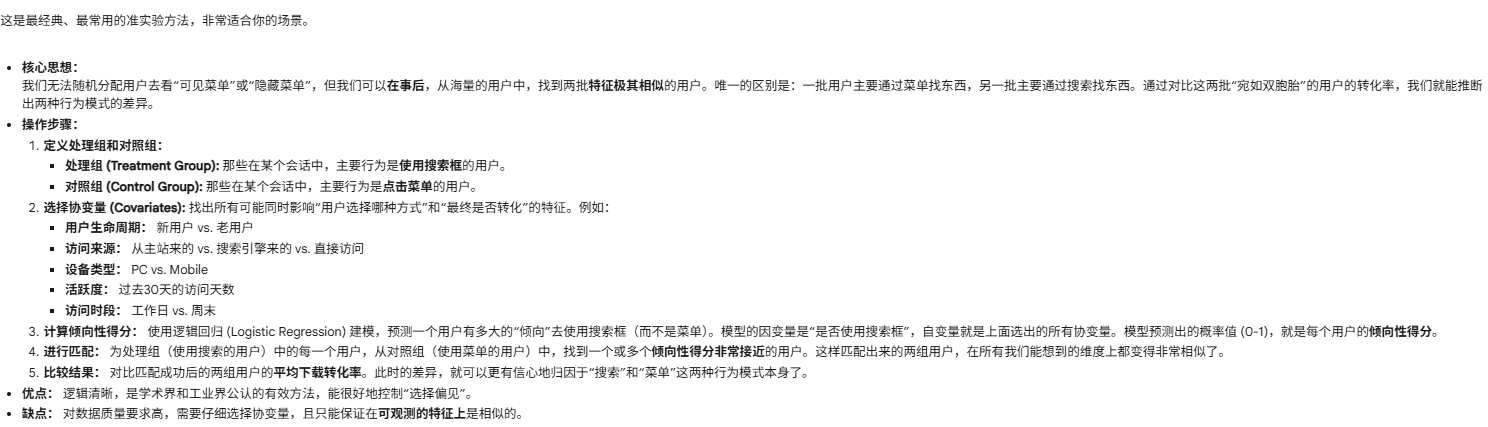 这是最经典、最常用的准实验方法，非常适合你的场景。
• 核心思想：
我们无法随机分配用户去看“可见菜单”或“隐藏菜单”，但我们可以在事后，从海量的用户中，找到两批特征极其相似的用户。唯一的区别是：一批用户主要通过菜单找东西，另一批主要通过搜索找东西。通过对比这两批“宛如双胞胎”的用户的转化率，我们就能推断
出两种行为模式的差异。
• 操作步骤：
1. 定义处理组和对照组：
▪ 处理组 (Treatment Group): 那些在某个会话中，主要行为是使用搜索框的用户。
▪ 对照组 (Control Group): 那些在某个会话中，主要行为是点击菜单的用户。
2. 选择协变量 (Covariates): 找出所有可能同时影响“用户选择哪种方式”和“最终是否转化”的特征。例如：
▪ 用户生命周期： 新用户 vs. 老用户
▪ 访问来源： 从主站来的 vs. 搜索引擎来的 vs. 直接访问
▪ 设备类型： PC vs. Mobile
▪ 活跃度： 过去30天的访问天数
▪ 访问时段： 工作日 vs. 周末
3. 计算倾向性得分： 使用逻辑回归 (Logistic Regression) 建模，预测一个用户有多大的“倾向”去使用搜索框（而不是菜单）。模型的因变量是“是否使用搜索框”，自变量就是上面选出的所有协变量。模型预测出的概率值 (0-1)，就是每个用户的倾向性得分。
4. 进行匹配： 为处理组（使用搜索的用户）中的每一个用户，从对照组（使用菜单的用户）中，找到一个或多个倾向性得分非常接近的用户。这样匹配出来的两组用户，在所有我们能想到的维度上都变得非常相似了。
5. 比较结果： 对比匹配成功后的两组用户的平均下载转化率。此时的差异，就可以更有信心地归因于“搜索”和“菜单”这两种行为模式本身了。
• 优点： 逻辑清晰，是学术界和工业界公认的有效方法，能很好地控制“选择偏见”。
• 缺点： 对数据质量要求高，需要仔细选择协变量，且只能保证在可观测的特征上是相似的。